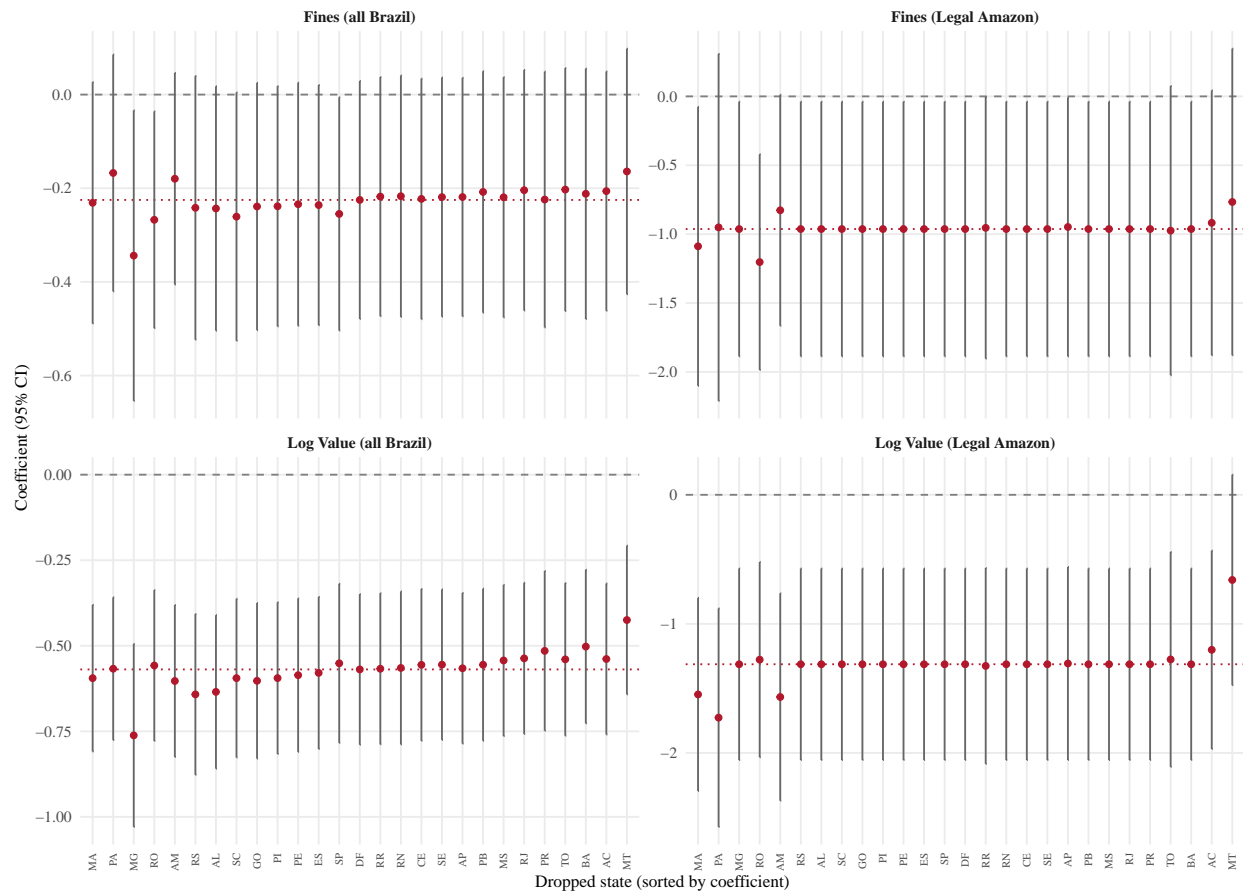 Fines (all Brazil)
Fines (Legal Amazon)
0.0
−0.2
−0.4
−0.6
0.0
−0.5
−1.0
−1.5
−2.0
Coefficient (95% CI)
Log Value (all Brazil)
Log Value (Legal Amazon)
0.00
−0.25
−0.50
−0.75
−1.00
0
−1
−2
MA PA MG RO AM RS AL SC GO PI PE ES SP DF RR RN CE SE AP PB MS RJ PR TO BA AC MT
MA PA MG RO AM RS AL SC GO PI PE ES SP DF RR RN CE SE AP PB MS RJ PR TO BA AC MT
Dropped state (sorted by coefficient)